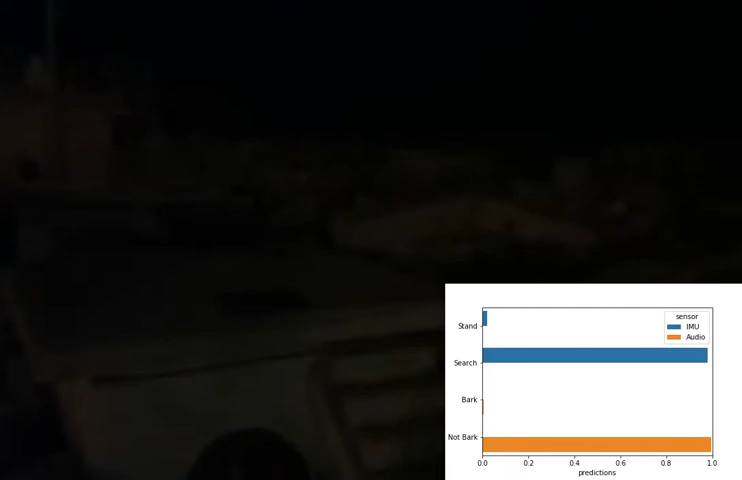 sensor
IMU
Audio
Stand
Search
Bark
Not Bark
0.0 0.2 0.4 0.6 0.8 1.0
predictions